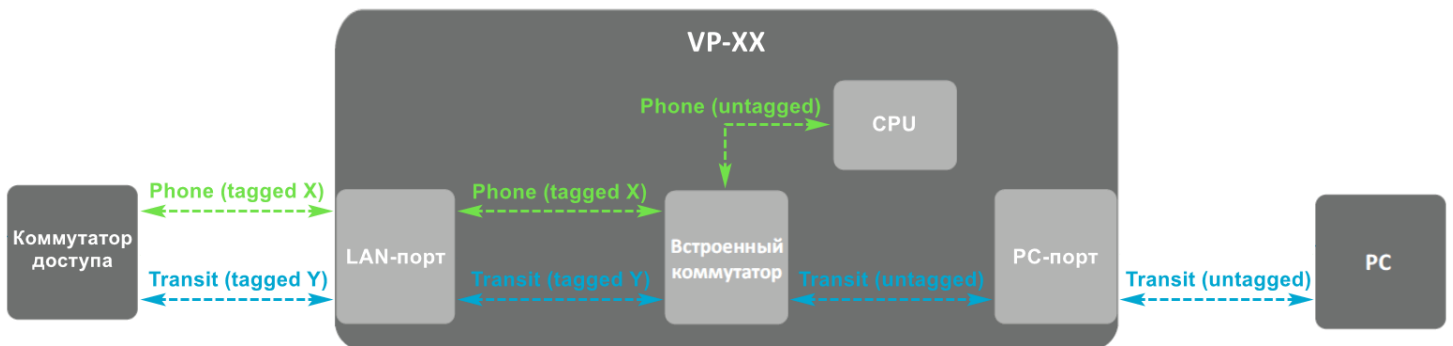 VP-XX
Phone (untagged)
CPU
Phone (tagged X)
Phone (tagged X)
Коммутатор
доступа
LAN-порт
Встроенный
коммутатор
PC-порт
PC
Transit (tagged Y)
Transit (tagged Y)
Transit (untagged)
Transit (untagged)